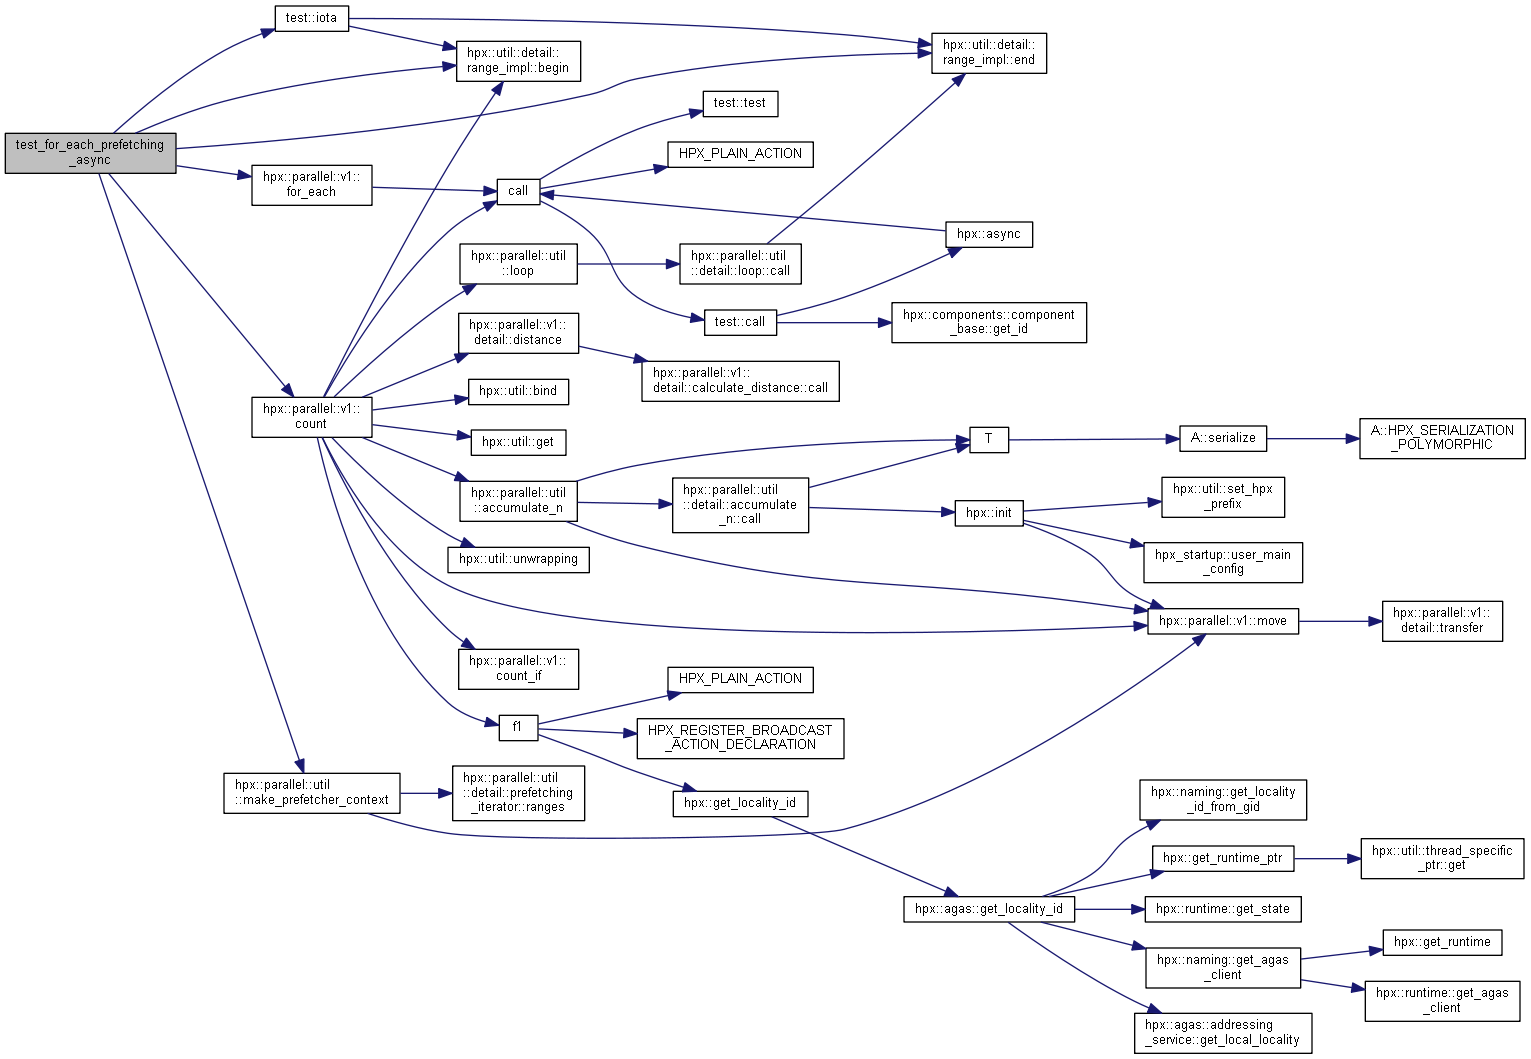 test::iota
hpx::util::detail::
range_impl::begin
hpx::util::detail::
range_impl::end
test::test
test_for_each_prefetching
_async
HPX_PLAIN_ACTION
hpx::parallel::v1::
for_each
call
hpx::async
hpx::parallel::util
::loop
hpx::parallel::util
::detail::loop::call
test::call
hpx::components::component
_base::get_id
hpx::parallel::v1::
detail::distance
hpx::parallel::v1::
detail::calculate_distance::call
hpx::util::bind
hpx::parallel::v1::
count
hpx::util::get
T
A::serialize
A::HPX_SERIALIZATION
_POLYMORPHIC
hpx::parallel::util
::accumulate_n
hpx::parallel::util
::detail::accumulate
_n::call
hpx::init
hpx::util::set_hpx
_prefix
hpx::util::unwrapping
hpx_startup::user_main
_config
hpx::parallel::v1::move
hpx::parallel::v1::
detail::transfer
hpx::parallel::v1::
count_if
HPX_PLAIN_ACTION
f1
HPX_REGISTER_BROADCAST
_ACTION_DECLARATION
hpx::parallel::util
::make_prefetcher_context
hpx::parallel::util
::detail::prefetching
_iterator::ranges
hpx::get_locality_id
hpx::naming::get_locality
_id_from_gid
hpx::get_runtime_ptr
hpx::util::thread_specific
_ptr::get
hpx::agas::get_locality_id
hpx::runtime::get_state
hpx::naming::get_agas
_client
hpx::get_runtime
hpx::runtime::get_agas
_client
hpx::agas::addressing
_service::get_local_locality